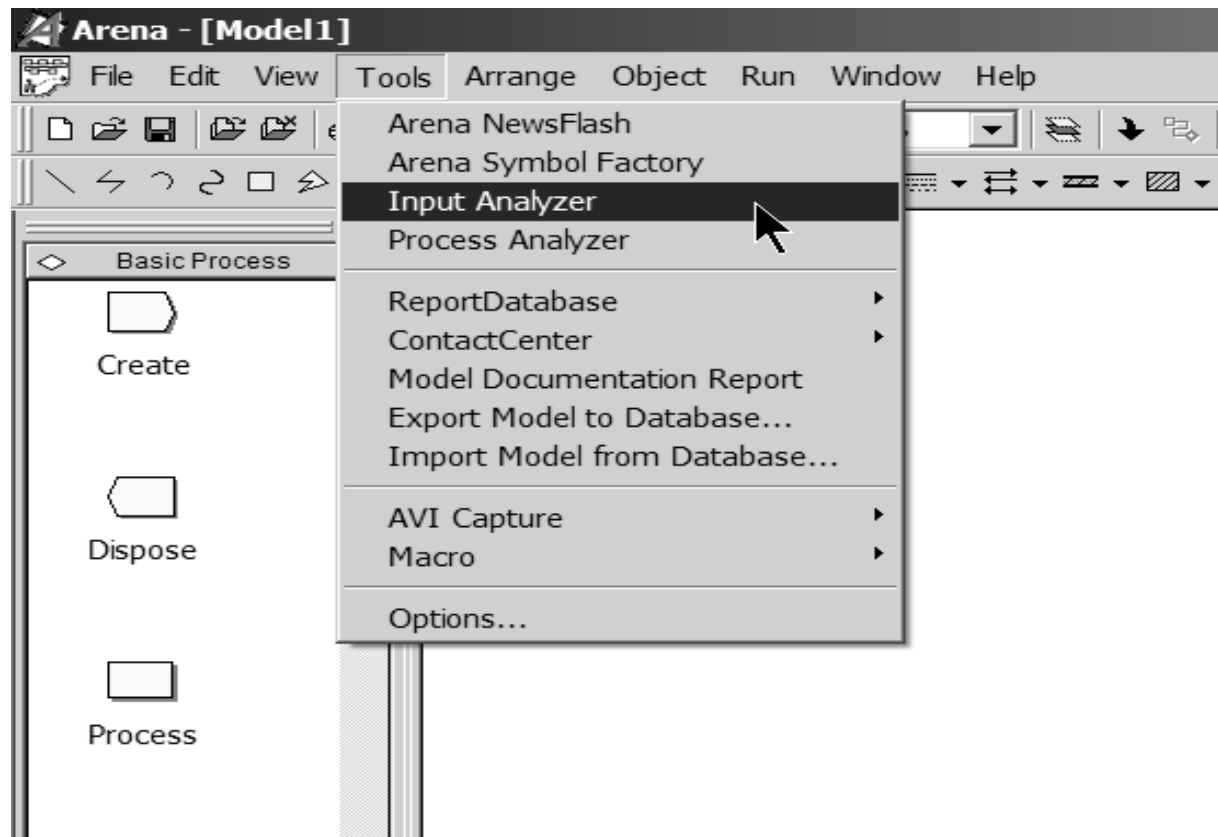 Arena - [Model1]
File Edit View Tools Arrange Object Run Window Help
Arena NewsFlash
Arena Symbol Factory
Input Analyzer
Process Analyzer
ReportDatabase
ContactCenter
Model Documentation Report
Export Model to Database...
Import Model from Database...
AVI Capture
Macro
Options...
Basic Process
Create
Dispose
Process